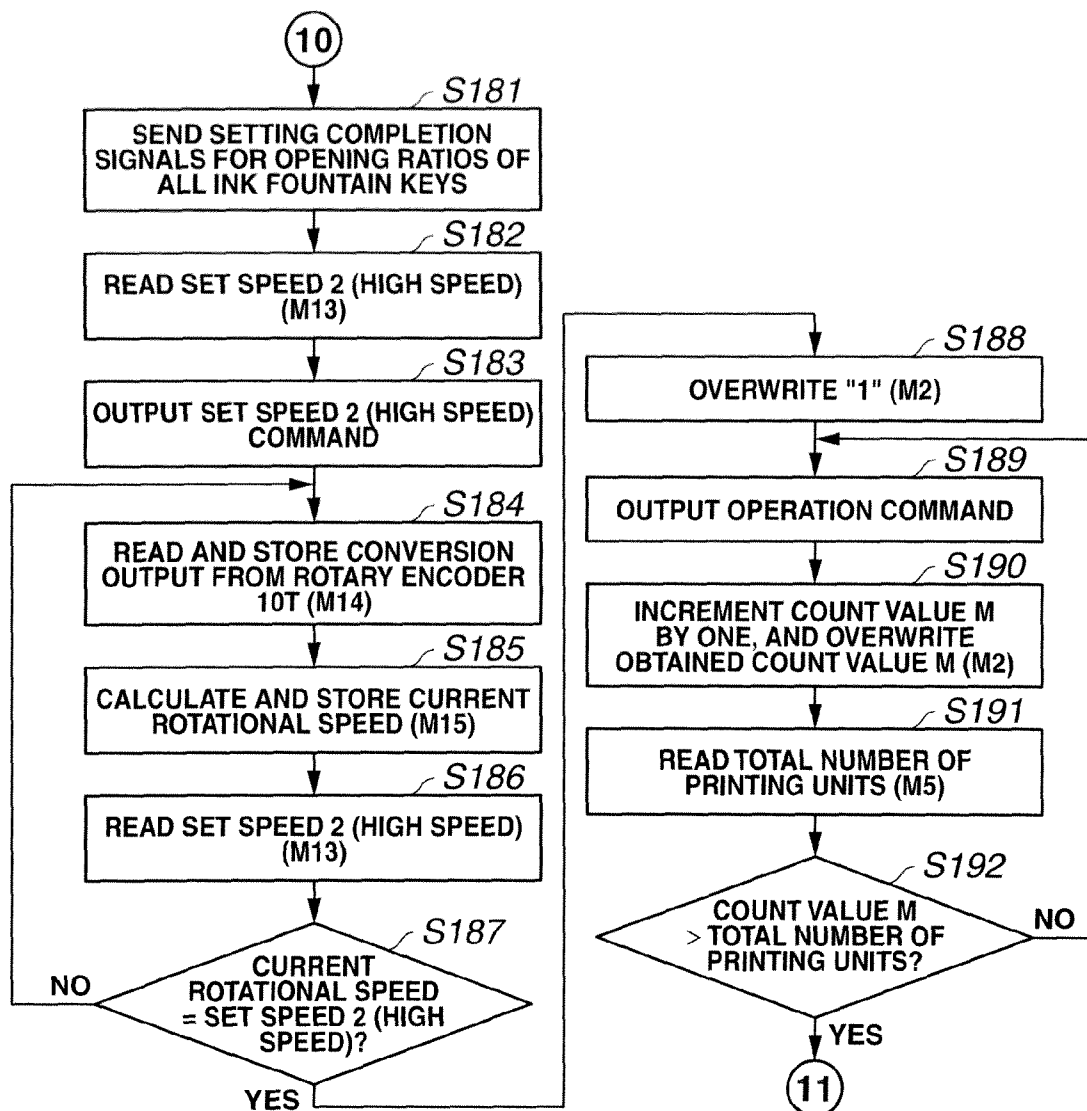 10
S181
SEND SETTING COMPLETION
SIGNALS FOR OPENING RATIOS OF
ALL INK FOUNTAIN KEYS
S182
READ SET SPEED 2 (HIGH SPEED)
(M13)
S183
OUTPUT SET SPEED 2 (HIGH SPEED)
COMMAND
S184
READ AND STORE CONVERSION
OUTPUT FROM ROTARY ENCODER
10T (M14)
S185
CALCULATE AND STORE CURRENT
ROTATIONAL SPEED (M15)
S186
READ SET SPEED 2 (HIGH SPEED)
(M13)
S187
CURRENT
ROTATIONAL SPEED
= SET SPEED 2 (HIGH
SPEED)?
NO
YES
S188
OVERWRITE "1" (M2)
S189
OUTPUT OPERATION COMMAND
S190
INCREMENT COUNT VALUE M
BY ONE, AND OVERWRITE
OBTAINED COUNT VALUE M (M2)
S191
READ TOTAL NUMBER OF
PRINTING UNITS (M5)
S192
COUNT VALUE M
> TOTAL NUMBER OF
PRINTING UNITS?
NO
YES
11